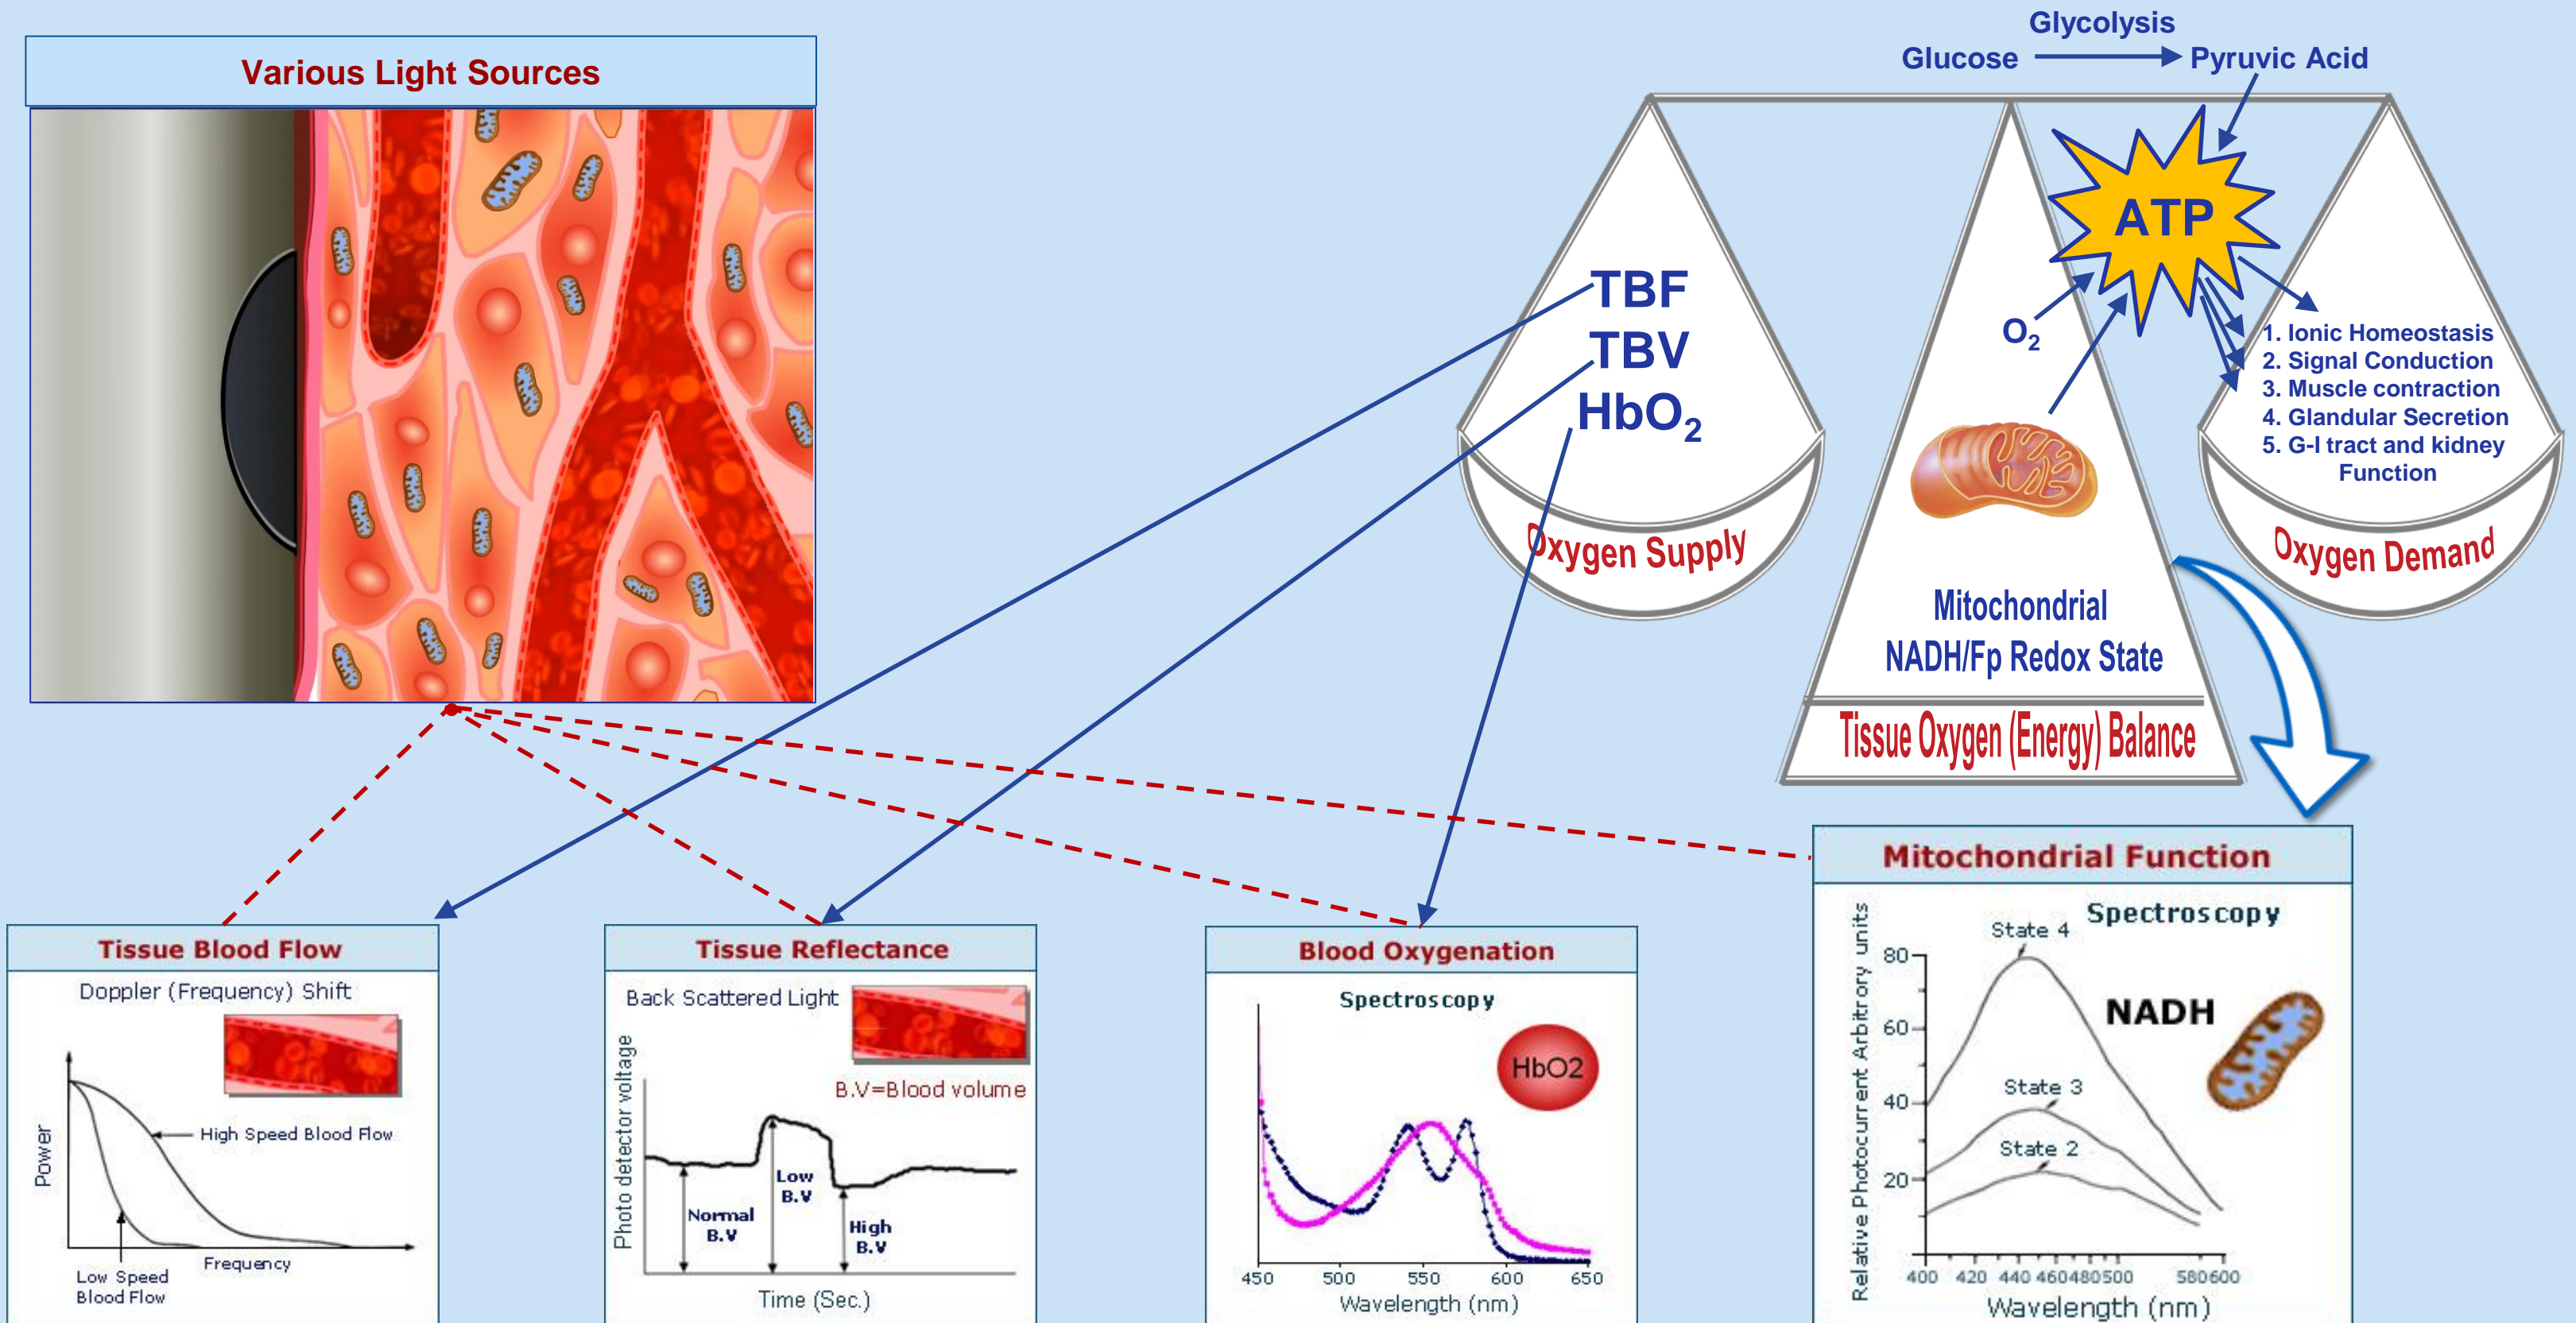 Various Light Sources
Glycolysis
Glucose
Pyruvic Acid
ATP
O₂
TBF
TBV
HbO₂
Oxygen Supply
1. Ionic Homeostasis
2. Signal Conduction
3. Muscle contraction
4. Glandular Secretion
5. G-I tract and kidney
Function
Oxygen Demand
Mitochondrial
NADH/Fp Redox State
Tissue Oxygen (Energy) Balance
Tissue Blood Flow
Doppler (Frequency) Shift
High Speed Blood Flow
Power
Frequency
Low Speed
Blood Flow
Tissue Reflectance
Back Scattered Light
B.V=Blood volume
Photo detector voltage
Normal
B.V
Low
B.V
High
B.V
Time (Sec.)
Blood Oxygenation
Spectroscopy
HbO2
450 500 550 600 650
Wavelength (nm)
Mitochondrial Function
Spectroscopy
State 4
NADH
State 3
State 2
Relative Photocurrent Arbitrory units
80
60
40
20
400 420 440 460 480 500 580 600
Wavelength (nm)